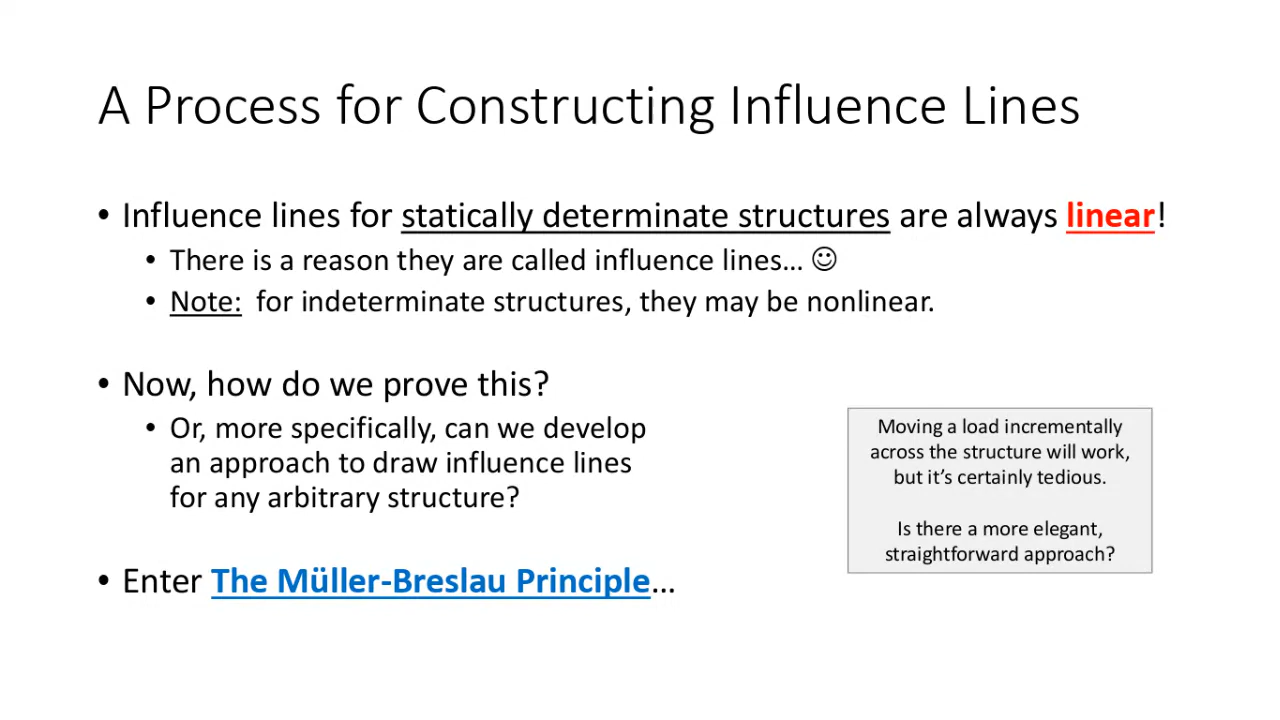 A Process for Constructing Influence Lines
• Influence lines for statically determinate structures are always linear!
• There is a reason they are called influence lines… ☺
• Note: for indeterminate structures, they may be nonlinear.
• Now, how do we prove this?
• Or, more specifically, can we develop
an approach to draw influence lines
for any arbitrary structure?
Moving a load incrementally
across the structure will work,
but it’s certainly tedious.
Is there a more elegant,
straightforward approach?
• Enter The Müller-Breslau Principle…